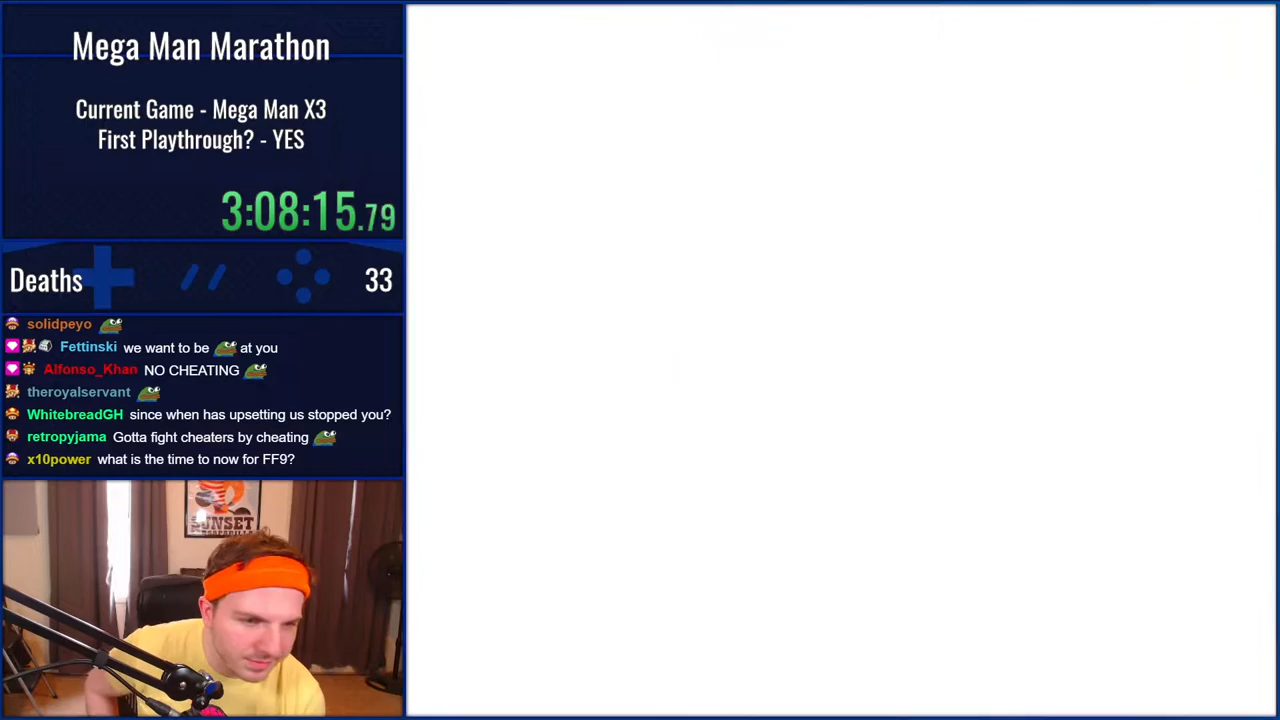 Mega Man Marathon
Current Game - Mega Man X3
First Playthrough? - YES
3:08:15.79
Deaths 33
solidpeyo
Fettinski we want to be at you
Alfonso_Khan NO CHEATING
theroyalservant
WhitebreadGH since when has upsetting us stopped you?
retropyjama Gotta fight cheaters by cheating
x10power what is the time to now for FF9?
SUNSET